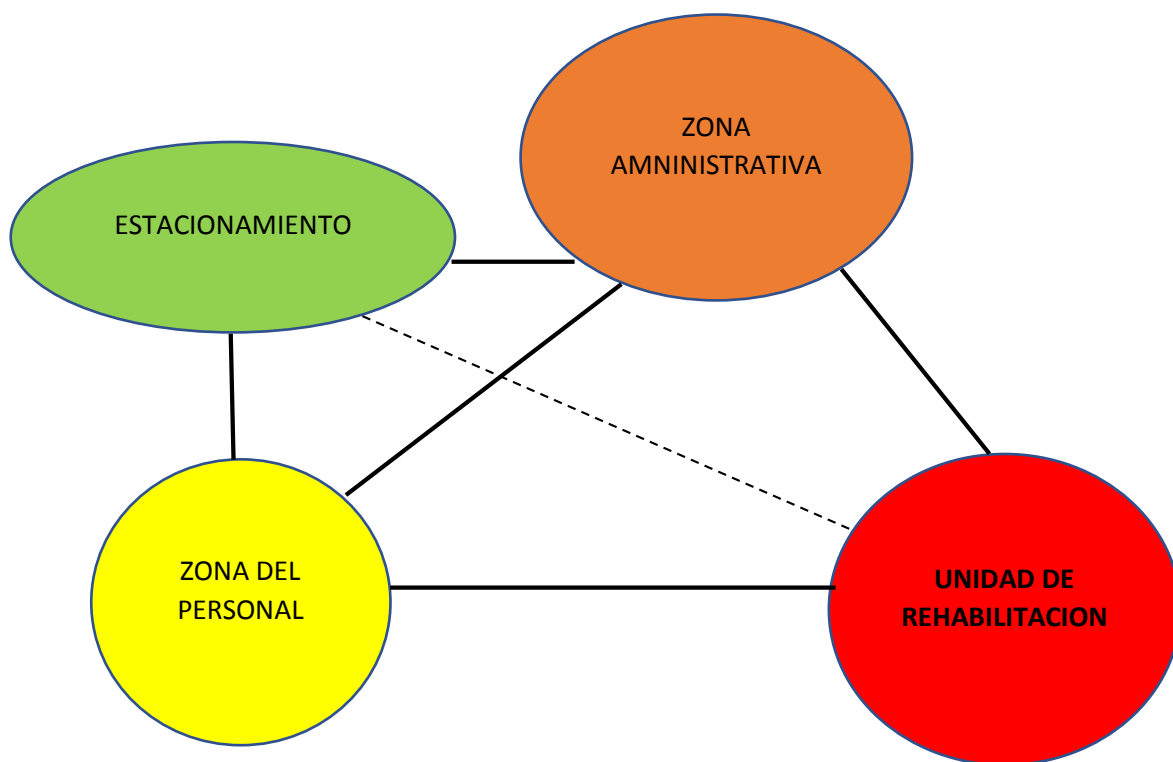 ZONA
AMNINISTRATIVA
ESTACIONAMIENTO
ZONA DEL
PERSONAL
UNIDAD DE
REHABILITACION